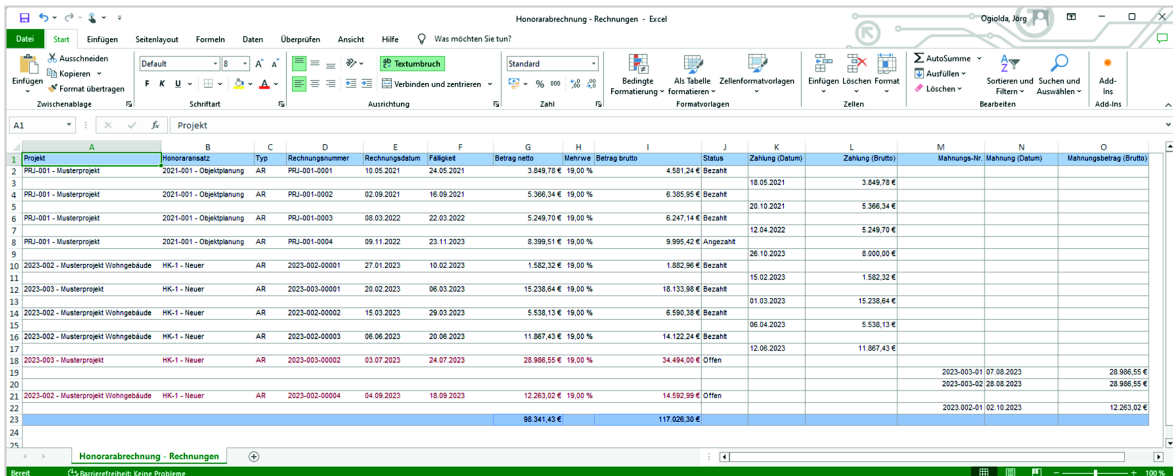 Honorarabrechnung - Rechnungen - Excel
Ogiolda, Jörg
Datei Start Einfügen Seitenlayout Formeln Daten Überprüfen Ansicht Hilfe Was möchten Sie tun?
Einfügen
Ausschneiden
Kopieren
Format übertragen
Zwischenablage
Default 8
F K U
Schriftart
Textumbruch
Verbinden und zentrieren
Ausrichtung
Standard
% 000
Zahl
Bedingte Formatierung
Als Tabelle formatieren
Zellenformatvorlagen
Formatvorlagen
Einfügen Löschen Format
Zellen
AutoSumme
Ausfüllen
Löschen
Sortieren und Filtern
Suchen und Auswählen
Bearbeiten
Add-Ins
Add-Ins
A1 fx Projekt
A B C D E F G H I J K L M N O
1 Projekt Honoraransatz Typ Rechnungsnummer Rechnungsdatum Fälligkeit Betrag netto Mehrwe Betrag brutto Status Zahlung (Datum) Zahlung (Brutto) Mahnungs-Nr. Mahnung (Datum) Mahnungsbetrag (Brutto)
2 PRJ-001 - Musterprojekt 2021-001 - Objektplanung AR PRJ-001-0001 10.05.2021 24.05.2021 3.849,78 € 19,00 % 4.581,24 € Bezahlt
3 18.05.2021 3.849,78 €
4 PRJ-001 - Musterprojekt 2021-001 - Objektplanung AR PRJ-001-0002 02.09.2021 16.09.2021 5.366,34 € 19,00 % 6.385,95 € Bezahlt
5 20.10.2021 5.366,34 €
6 PRJ-001 - Musterprojekt 2021-001 - Objektplanung AR PRJ-001-0003 08.03.2022 22.03.2022 5.249,70 € 19,00 % 6.247,14 € Bezahlt
7 12.04.2022 5.249,70 €
8 PRJ-001 - Musterprojekt 2021-001 - Objektplanung AR PRJ-001-0004 09.11.2022 23.11.2023 8.399,51 € 19,00 % 9.995,42 € Angezahlt
9 26.10.2023 8.000,00 €
10 2023-002 - Musterprojekt Wohngebäude HK-1 - Neuer AR 2023-002-00001 27.01.2023 10.02.2023 1.582,32 € 19,00 % 1.882,96 € Bezahlt
11 15.02.2023 1.582,32 €
12 2023-003 - Musterprojekt HK-1 - Neuer AR 2023-003-00001 20.02.2023 06.03.2023 15.238,64 € 19,00 % 18.133,98 € Bezahlt
13 01.03.2023 15.238,64 €
14 2023-002 - Musterprojekt Wohngebäude HK-1 - Neuer AR 2023-002-00002 15.03.2023 29.03.2023 5.538,13 € 19,00 % 6.590,38 € Bezahlt
15 06.04.2023 5.538,13 €
16 2023-002 - Musterprojekt Wohngebäude HK-1 - Neuer AR 2023-002-00003 06.06.2023 20.06.2023 11.867,43 € 19,00 % 14.122,24 € Bezahlt
17 12.06.2023 11.867,43 €
18 2023-003 - Musterprojekt HK-1 - Neuer AR 2023-003-00002 03.07.2023 24.07.2023 28.986,55 € 19,00 % 34.494,00 € Offen
19 2023-003-01 07.08.2023 28.986,55 €
20 2023-003-02 28.08.2023 28.986,55 €
21 2023-002 - Musterprojekt Wohngebäude HK-1 - Neuer AR 2023-002-00004 04.09.2023 18.09.2023 12.263,02 € 19,00 % 14.592,99 € Offen
22 2023.002-01 02.10.2023 12.263,02 €
23 98.341,43 € 117.026,30 €
24
25
Honorarabrechnung - Rechnungen
Bereit Barrierefreiheit: Keine Probleme 100 %